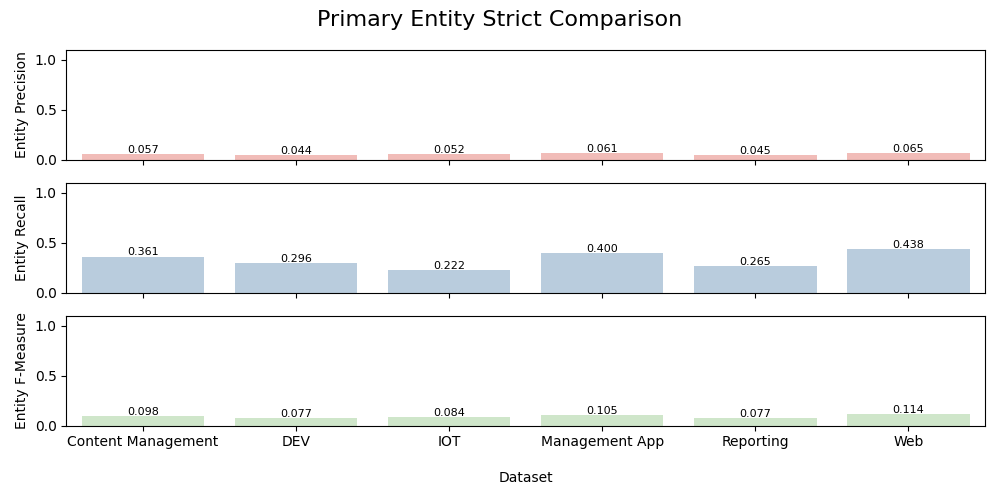 Primary Entity Strict Comparison
Entity Precision
1.0
0.5
0.0
0.057 0.044 0.052 0.061 0.045 0.065
Entity Recall
1.0
0.5
0.0
0.361 0.296 0.222 0.400 0.265 0.438
Entity F-Measure
1.0
0.5
0.0
0.098 0.077 0.084 0.105 0.077 0.114
Content Management DEV IOT Management App Reporting Web
Dataset